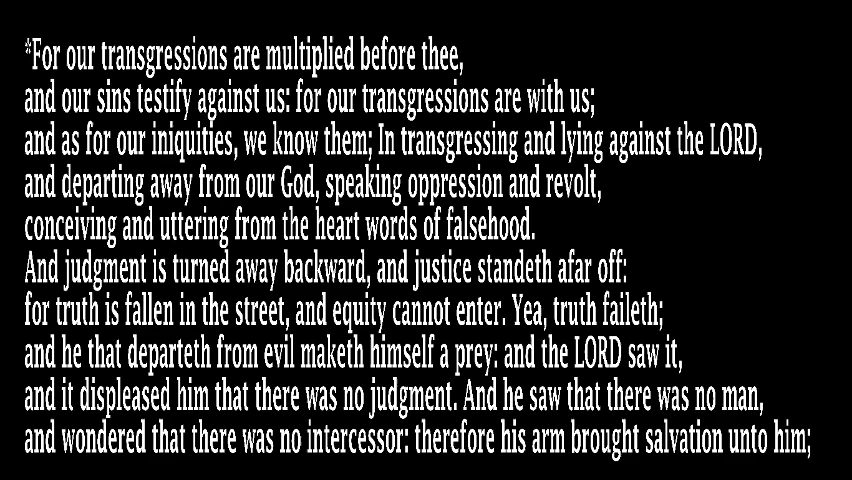 *For our transgressions are multiplied before thee,
and our sins testify against us: for our transgressions are with us;
and as for our iniquities, we know them; In transgressing and lying against the LORD,
and departing away from our God, speaking oppression and revolt,
conceiving and uttering from the heart words of falsehood.
And judgment is turned away backward, and justice standeth afar off:
for truth is fallen in the street, and equity cannot enter. Yea, truth faileth;
and he that departeth from evil maketh himself a prey: and the LORD saw it,
and it displeased him that there was no judgment. And he saw that there was no man,
and wondered that there was no intercessor: therefore his arm brought salvation unto him;